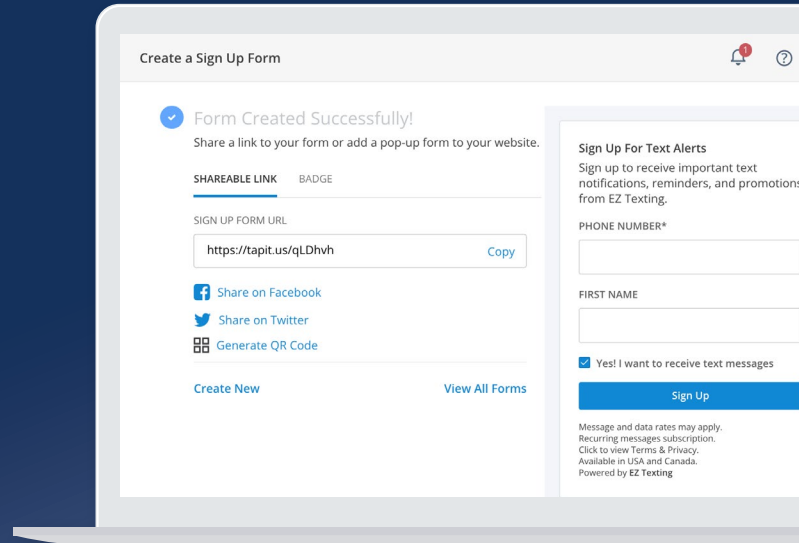 Create a Sign Up Form
1
?
Form Created Successfully!
Share a link to your form or add a pop-up form to your website.
SHAREABLE LINK BADGE
SIGN UP FORM URL
https://tapit.us/qLDhvh Copy
Share on Facebook
Share on Twitter
Generate QR Code
Create New View All Forms
Sign Up For Text Alerts
Sign up to receive important text
notifications, reminders, and promotions
from EZ Texting.
PHONE NUMBER*
FIRST NAME
Yes! I want to receive text messages
Sign Up
Message and data rates may apply.
Recurring messages subscription.
Click to view Terms & Privacy.
Available in USA and Canada.
Powered by EZ Texting